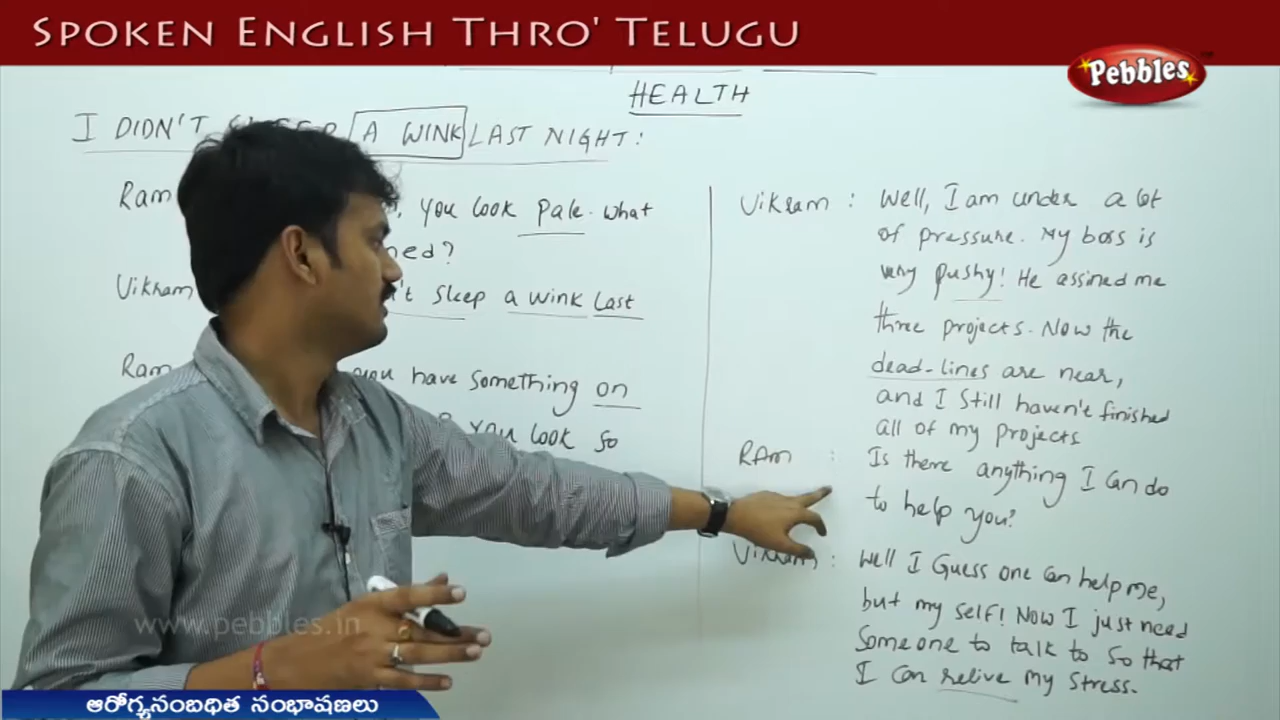 SPOKEN ENGLISH THRO' TELUGU
Pebbles
HEALTH
I DIDN'T A WINK LAST NIGHT:
Ram you look pale. what
ned?
Vikram 't sleep a wink last
Ram you have something on
you look so
Vikram : Well, I am under a lot
of pressure. My boss is
very pushy! He assined me
three projects. Now the
dead-lines are near,
and I still haven't finished
all of my projects
RAm : Is there anything I can do
to help you?
Vikram : Well I Guess one can help me,
but my self! Now I just need
Someone to talk to so that
I can relive my stress.
www.pebbles.in
ఆరోగ్యసంబధిత సంభాషణలు